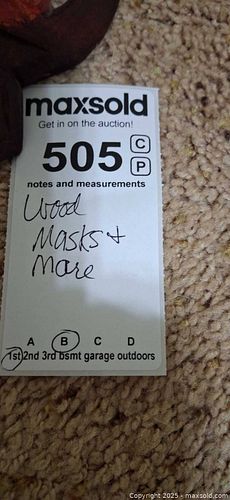 maxsold
Get in on the auction!
505 C
P
notes and measurements
Wood
Masks +
More
A B C D
1st 2nd 3rd bsmt garage outdoors
Copyright 2025 - maxsold.com